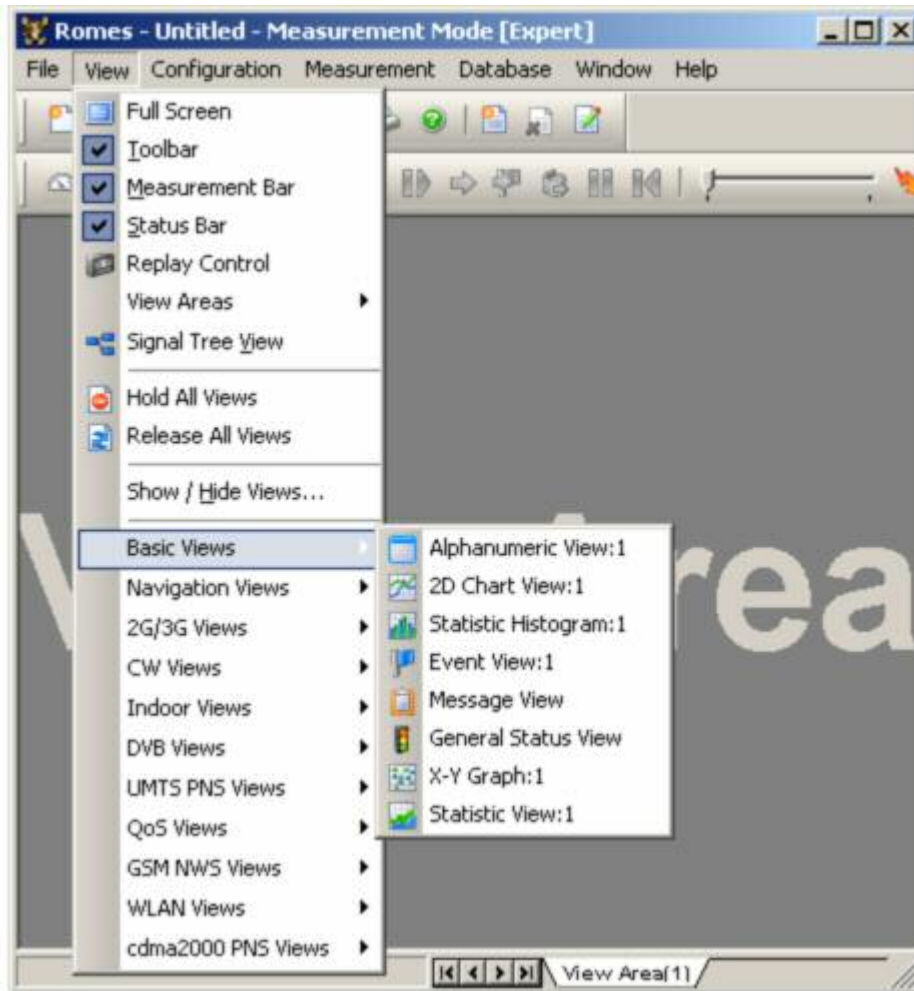 Romes - Untitled - Measurement Mode [Expert]
File View Configuration Measurement Database Window Help
Full Screen
Toolbar
Measurement Bar
Status Bar
Replay Control
View Areas
Signal Tree View
Hold All Views
Release All Views
Show / Hide Views...
Basic Views
Navigation Views
2G/3G Views
CW Views
Indoor Views
DVB Views
UMTS PNS Views
QoS Views
GSM NWS Views
WLAN Views
cdma2000 PNS Views
Alphanumeric View:1
2D Chart View:1
Statistic Histogram:1
Event View:1
Message View
General Status View
X-Y Graph:1
Statistic View:1
View Area(1)